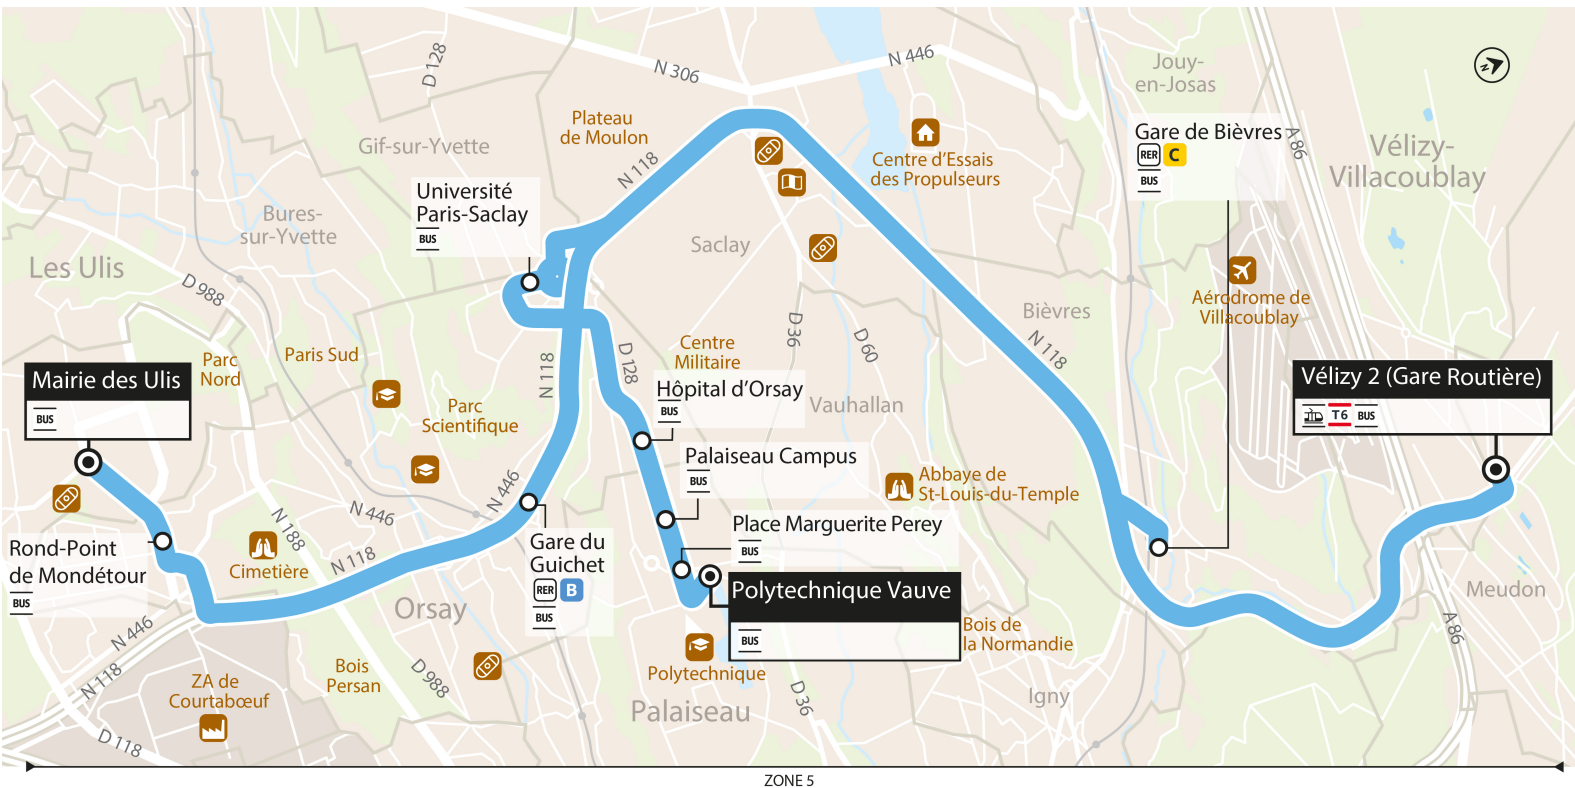 D 128
N 306
N 446
Jouy-
en-Josas
Plateau
de Moulon
Gif-sur-Yvette
N 118
Centre d'Essais
des Propulseurs
Gare de Bièvres
RER C
BUS
A 86
Vélizy-
Villacoublay
Université
Paris-Saclay
BUS
Bures-
sur-Yvette
Saclay
Les Ulis
D 988
Aérodrome de
Villacoublay
Bièvres
N 118
D 36
D 60
Paris Sud
Parc
Nord
N 118
D 128
Centre
Militaire
Mairie des Ulis
BUS
Hôpital d'Orsay
BUS
Vauhallan
Vélizy 2 (Gare Routière)
T6 BUS
Parc
Scientifique
Palaiseau Campus
BUS
Abbaye de
St-Louis-du-Temple
N 446
N 446
N 188
N 118
Place Marguerite Perey
BUS
Rond-Point
de Mondétour
BUS
Cimetière
Gare du
Guichet
RER B
BUS
Polytechnique Vauve
BUS
Meudon
Orsay
N 446
N 118
Bois de
la Normandie
A 86
Polytechnique
Bois
Persan
D 988
ZA de
Courtabœuf
D 118
Palaiseau
D 36
Igny
N
ZONE 5